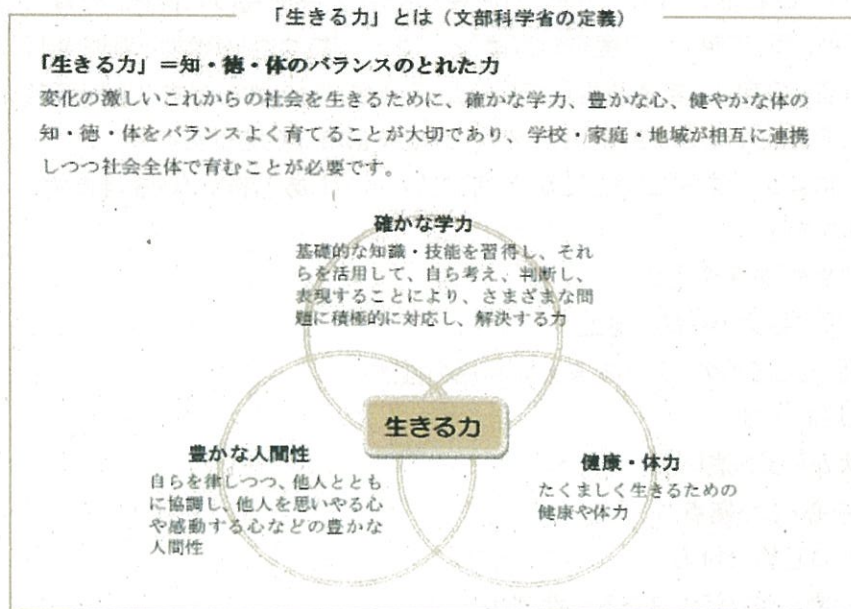 「生きる力」とは（文部科学省の定義）
「生きる力」＝知・徳・体のバランスのとれた力
変化の激しいこれからの社会を生きるために、確かな学力、豊かな心、健やかな体の
知・徳・体をバランスよく育てることが大切であり、学校・家庭・地域が相互に連携
しつつ社会全体で育むことが必要です。
確かな学力
基礎的な知識・技能を習得し、それ
らを活用して、自ら考え、判断し、
表現することにより、さまざまな問
題に積極的に対応し、解決する力
生きる力
豊かな人間性
自らを律しつつ、他人ととも
に協調し、他人を思いやる心
や感動する心などの豊かな
人間性
健康・体力
たくましく生きるための
健康や体力